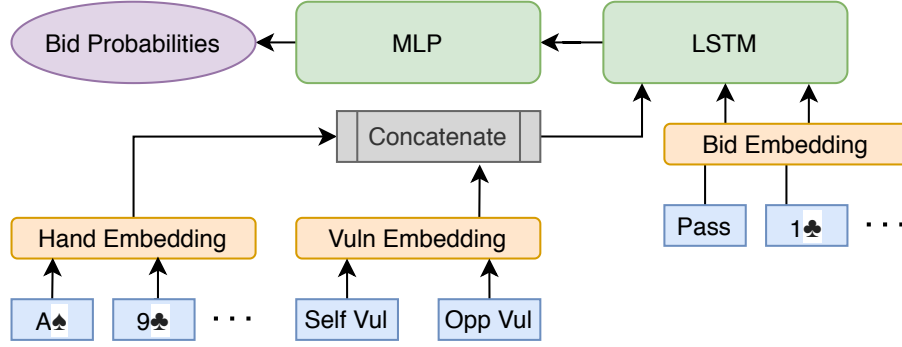 Bid Probabilities
MLP
LSTM
Concatenate
Bid Embedding
Pass
1♣
. . .
Hand Embedding
Vuln Embedding
A♠
9♣
. . .
Self Vul
Opp Vul